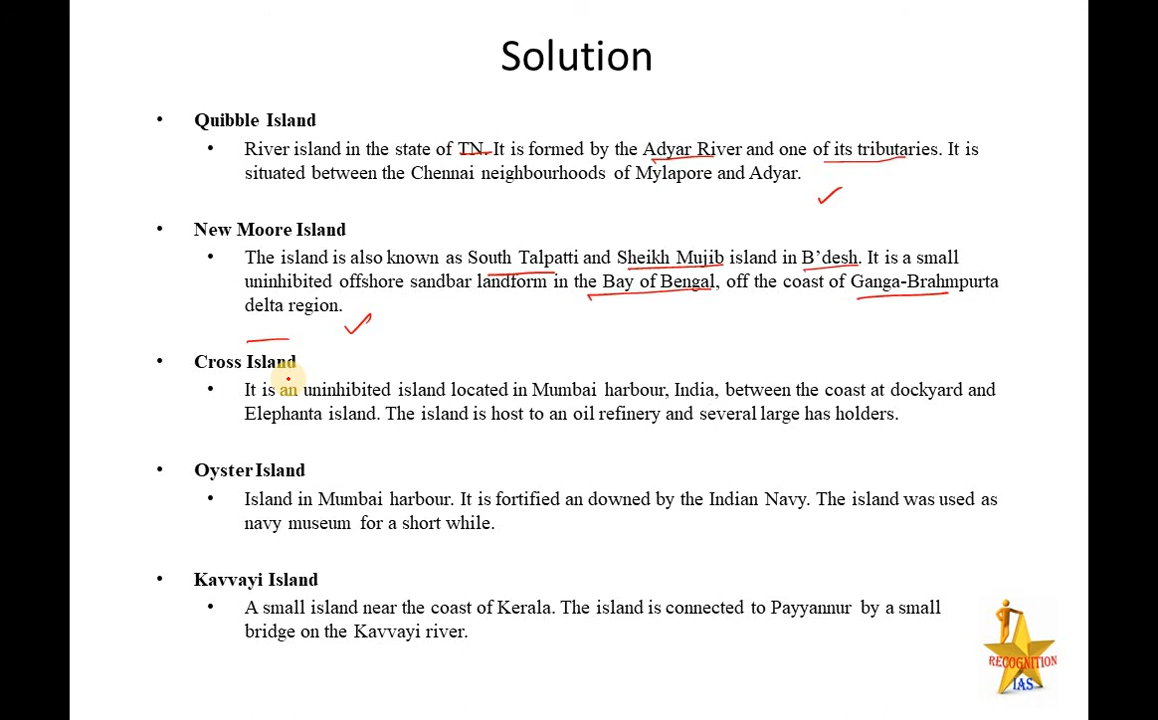 Solution
• Quibble Island
• River island in the state of TN. It is formed by the Adyar River and one of its tributaries. It is
situated between the Chennai neighbourhoods of Mylapore and Adyar.
• New Moore Island
• The island is also known as South Talpatti and Sheikh Mujib island in B'desh. It is a small
uninhibited offshore sandbar landform in the Bay of Bengal, off the coast of Ganga-Brahmpurta
delta region.
• Cross Island
• It is an uninhibited island located in Mumbai harbour, India, between the coast at dockyard and
Elephanta island. The island is host to an oil refinery and several large has holders.
• Oyster Island
• Island in Mumbai harbour. It is fortified an downed by the Indian Navy. The island was used as
navy museum for a short while.
• Kavvayi Island
• A small island near the coast of Kerala. The island is connected to Payyannur by a small
bridge on the Kavvayi river.
RECOGNITION
IAS